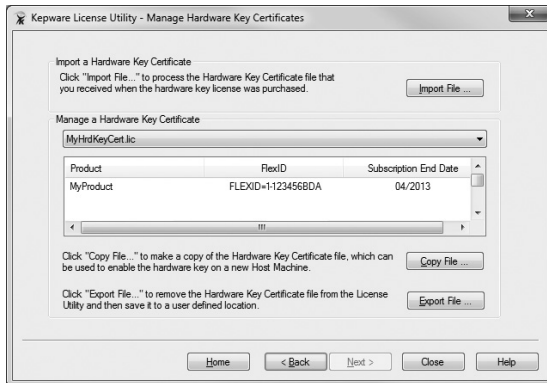 Kepware License Utility - Manage Hardware Key Certificates
X
Import a Hardware Key Certificate
Click "Import File..." to process the Hardware Key Certificate file that
you received when the hardware key license was purchased.
Import File ...
Manage a Hardware Key Certificate
MyHrdKeyCert.lic
Product FlexID Subscription End Date
MyProduct FLEXID=1-123456BDA 04/2013
Click "Copy File..." to make a copy of the Hardware Key Certificate file, which can
be used to enable the hardware key on a new Host Machine.
Copy File ...
Click "Export File..." to remove the Hardware Key Certificate file from the License
Utility and then save it to a user defined location.
Export File ...
Home < Back Next > Close Help